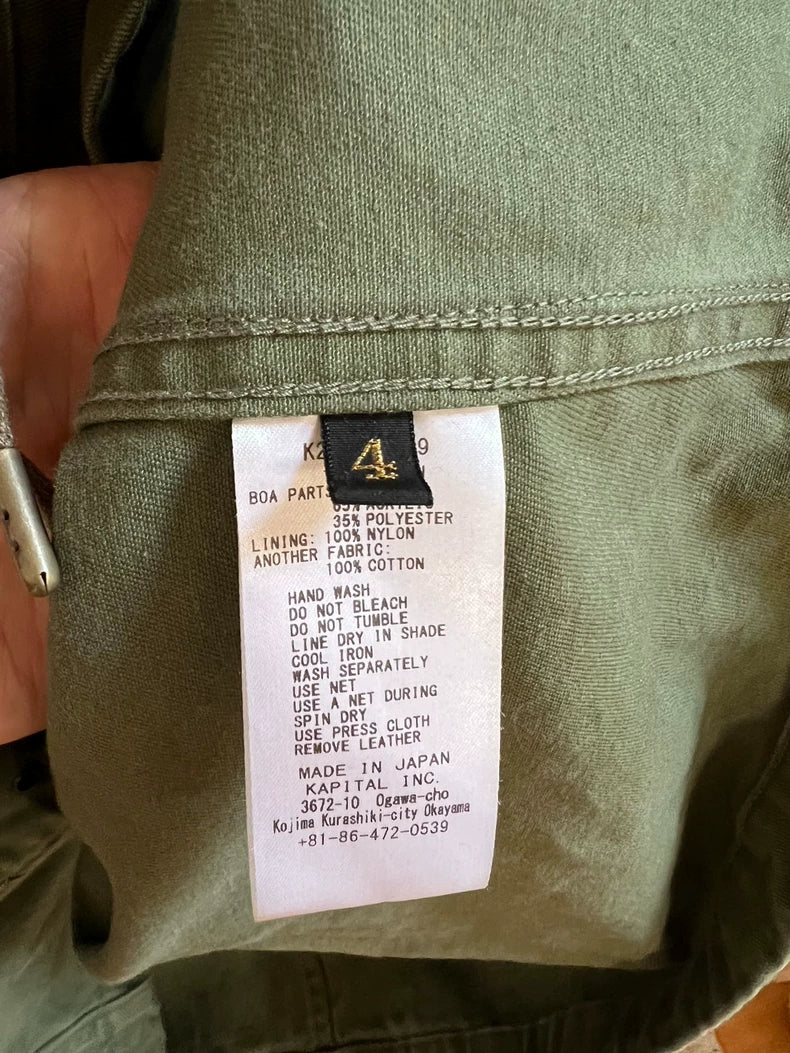 4
BOA PARTS
65% ACRYLIC
35% POLYESTER
LINING: 100% NYLON
ANOTHER FABRIC:
100% COTTON
HAND WASH
DO NOT BLEACH
DO NOT TUMBLE
LINE DRY IN SHADE
COOL IRON
WASH SEPARATELY
USE NET
USE A NET DURING
SPIN DRY
USE PRESS CLOTH
REMOVE LEATHER
MADE IN JAPAN
KAPITAL INC.
3672-10 Ogawa-cho
Kojima Kurashiki-city Okayama
+81-86-472-0539